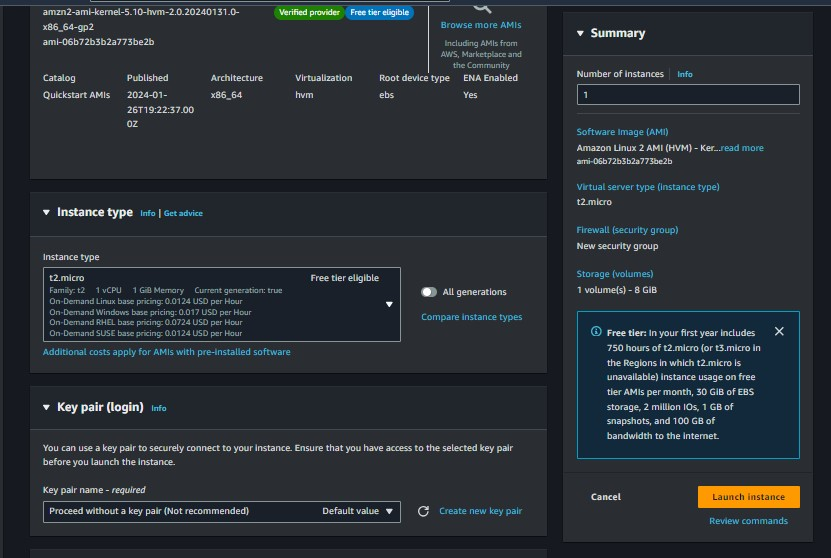 amzn2-ami-kernel-5.10-hvm-2.0.20240131.0-
x86_64-gp2
ami-06b72b3b2a773be2b
Verified provider
Free tier eligible
Browse more AMIs
Including AMIs from
AWS, Marketplace and
the Community
Catalog Published Architecture Virtualization Root device type ENA Enabled
Quickstart AMIs 2024-01- x86_64 hvm ebs Yes
26T19:22:37.00
0Z
Instance type Info | Get advice
Instance type
t2.micro Free tier eligible
Family: t2 1 vCPU 1 GiB Memory Current generation: true
On-Demand Linux base pricing: 0.0124 USD per Hour
On-Demand Windows base pricing: 0.017 USD per Hour
On-Demand RHEL base pricing: 0.0724 USD per Hour
On-Demand SUSE base pricing: 0.0124 USD per Hour
All generations
Compare instance types
Additional costs apply for AMIs with pre-installed software
Key pair (login) Info
You can use a key pair to securely connect to your instance. Ensure that you have access to the selected key pair
before you launch the instance.
Key pair name - required
Proceed without a key pair (Not recommended) Default value
Create new key pair
Summary
Number of instances | Info
1
Software Image (AMI)
Amazon Linux 2 AMI (HVM) - Ker...read more
ami-06b72b3b2a773be2b
Virtual server type (instance type)
t2.micro
Firewall (security group)
New security group
Storage (volumes)
1 volume(s) - 8 GiB
Free tier: In your first year includes
750 hours of t2.micro (or t3.micro in
the Regions in which t2.micro is
unavailable) instance usage on free
tier AMIs per month, 30 GiB of EBS
storage, 2 million IOs, 1 GB of
snapshots, and 100 GB of
bandwidth to the internet.
Cancel
Launch instance
Review commands